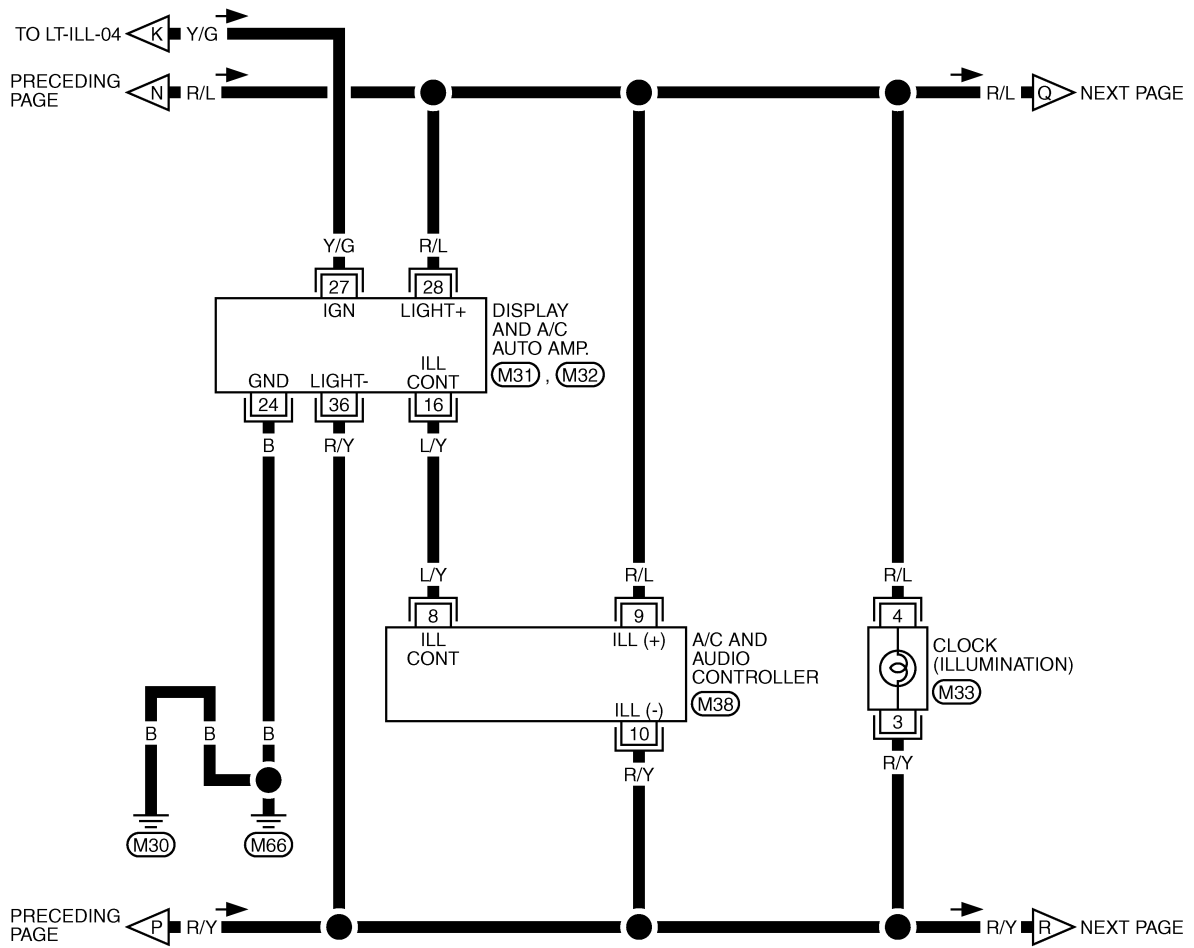 TO LT-ILL-04 K Y/G
PRECEDING
PAGE
N R/L
R/L Q NEXT PAGE
Y/G R/L
27 28
IGN LIGHT+
DISPLAY
AND A/C
AUTO AMP.
M31 , M32
ILL
CONT
GND LIGHT-
24 36 16
B R/Y L/Y
L/Y R/L R/L
8 9 4
ILL
CONT
ILL (+)
A/C AND
AUDIO
CONTROLLER
M38
CLOCK
(ILLUMINATION)
M33
ILL (-)
10
3
B B B
R/Y
R/Y
M30 M66
PRECEDING
PAGE
P R/Y
R/Y R NEXT PAGE